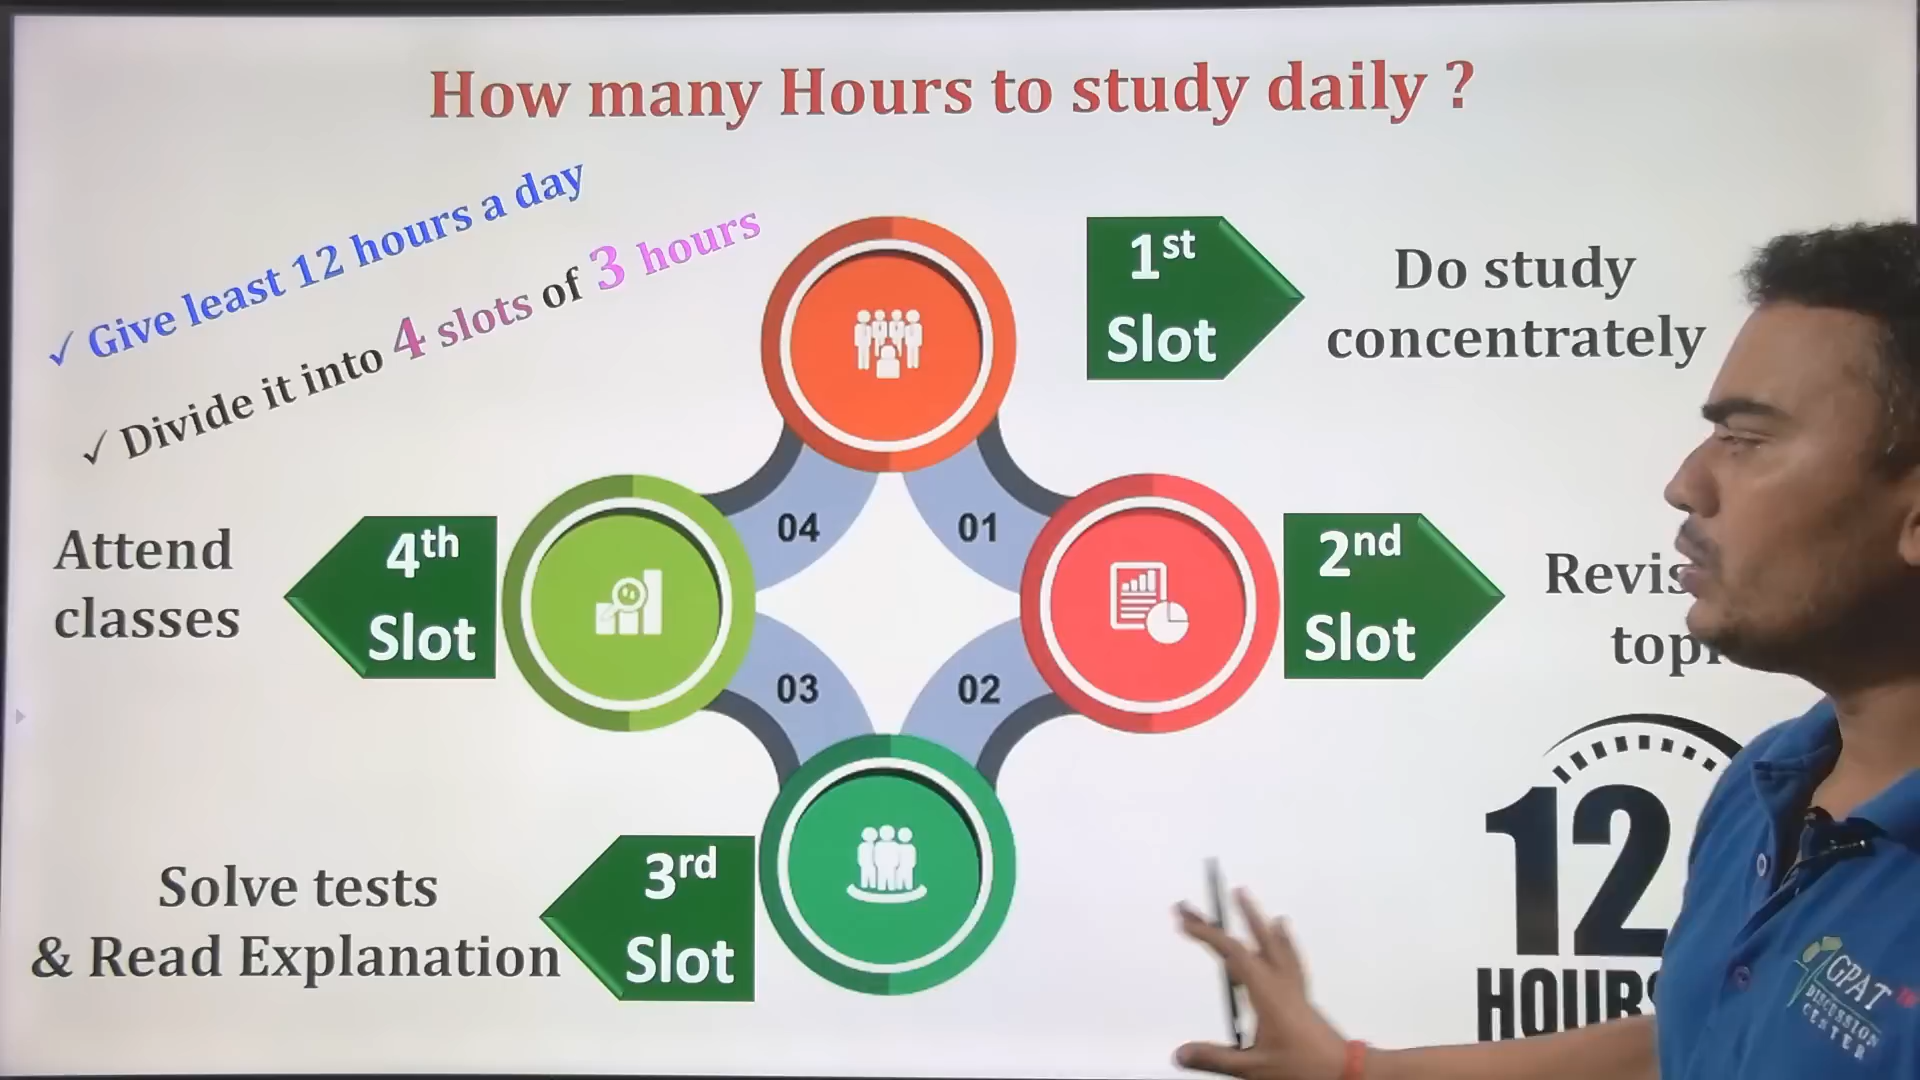 How many Hours to study daily ?
✓ Give least 12 hours a day
✓ Divide it into 4 slots of 3 hours
1st
Slot
Do study
concentrately
04
01
4th
Slot
Attend
classes
2nd
Slot
03
02
3rd
Slot
Solve tests
& Read Explanation
12
HOURS
GPAT
DISCUSSION
CENTER